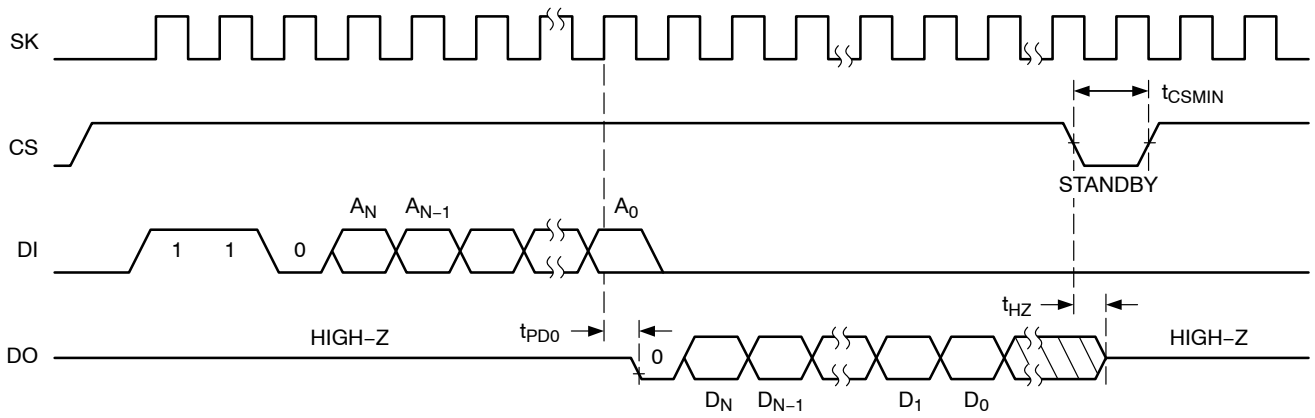 SK
t_CSMIN
CS
STANDBY
A_N A_N−1 A_0
DI 1 1 0
t_HZ
HIGH−Z t_PD0 HIGH−Z
DO 0
D_N D_N−1 D_1 D_0